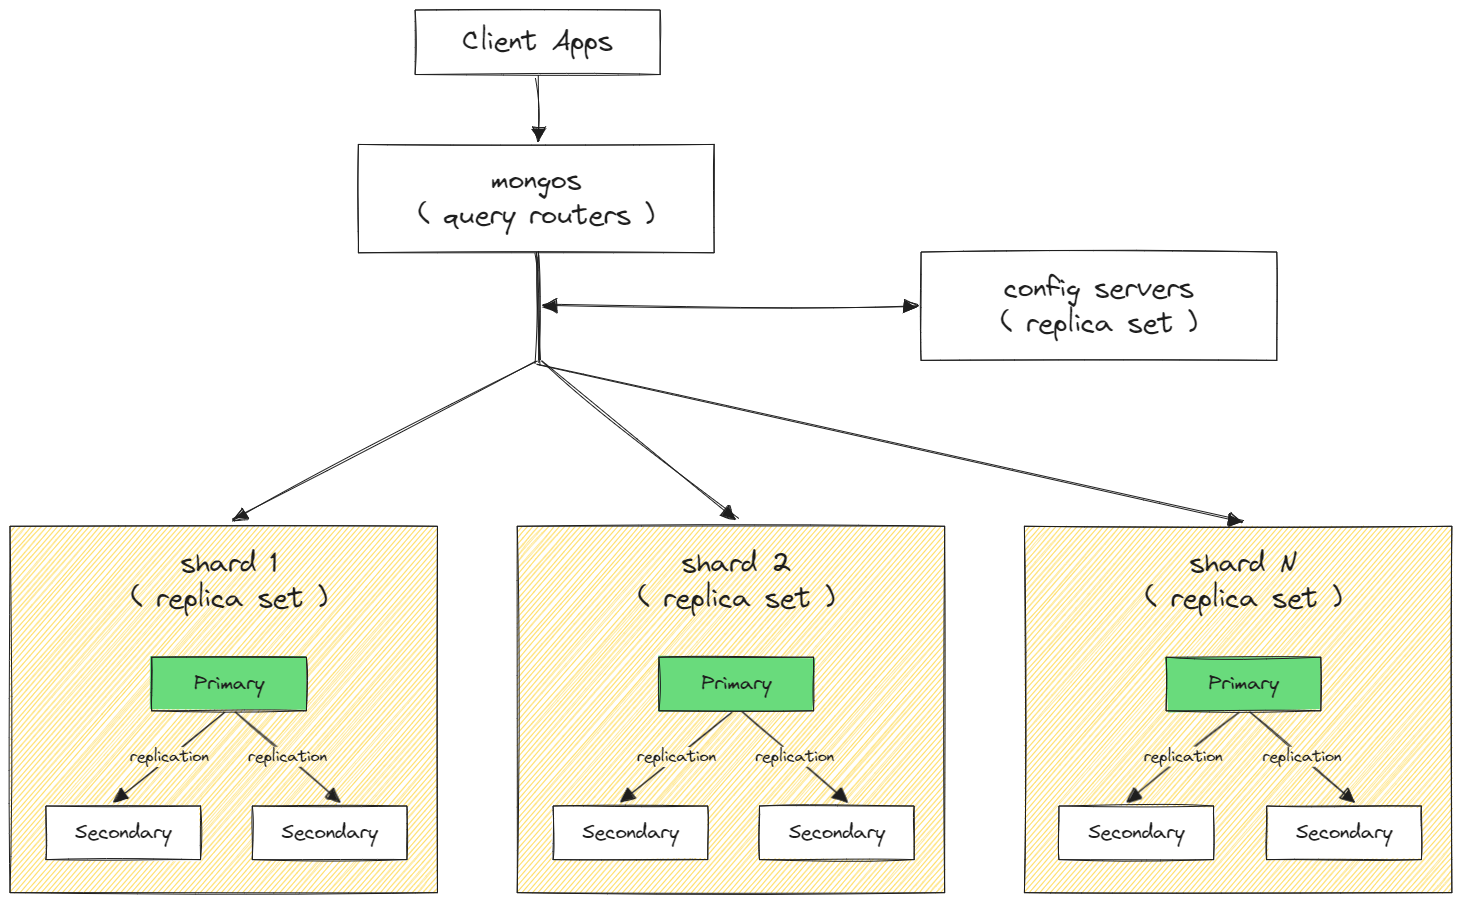 Client Apps
mongos
( query routers )
config servers
( replica set )
shard 1
( replica set )
Primary
replication
replication
Secondary
Secondary
shard 2
( replica set )
Primary
replication
replication
Secondary
Secondary
shard N
( replica set )
Primary
replication
replication
Secondary
Secondary